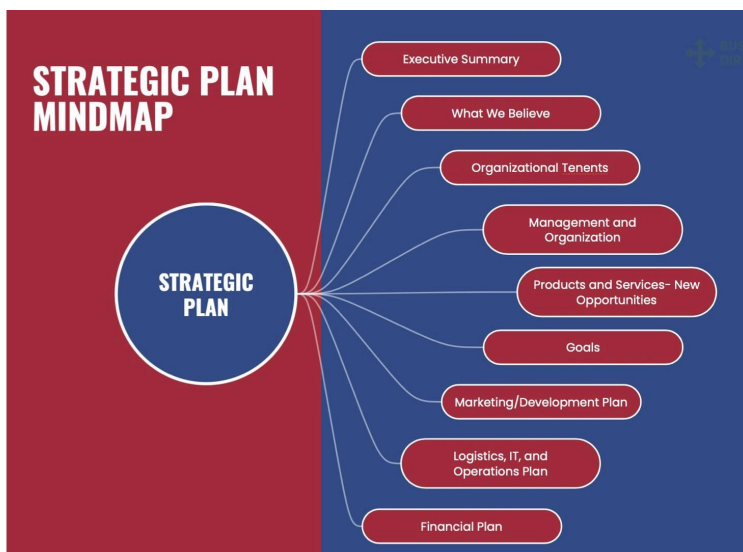 STRATEGIC PLAN
MINDMAP
Executive Summary
What We Believe
Organizational Tenents
Management and
Organization
STRATEGIC
PLAN
Products and Services- New
Opportunities
Goals
Marketing/Development Plan
Logistics, IT, and
Operations Plan
Financial Plan